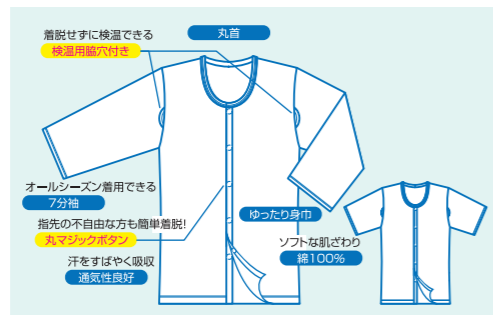 着脱せずに検温できる
検温用脇穴付き
丸首
オールシーズン着用できる
7分袖
指先の不自由な方も簡単着脱!
丸マジックボタン
汗をすばやく吸収
通気性良好
ゆったり身巾
ソフトな肌ざわり
綿100%